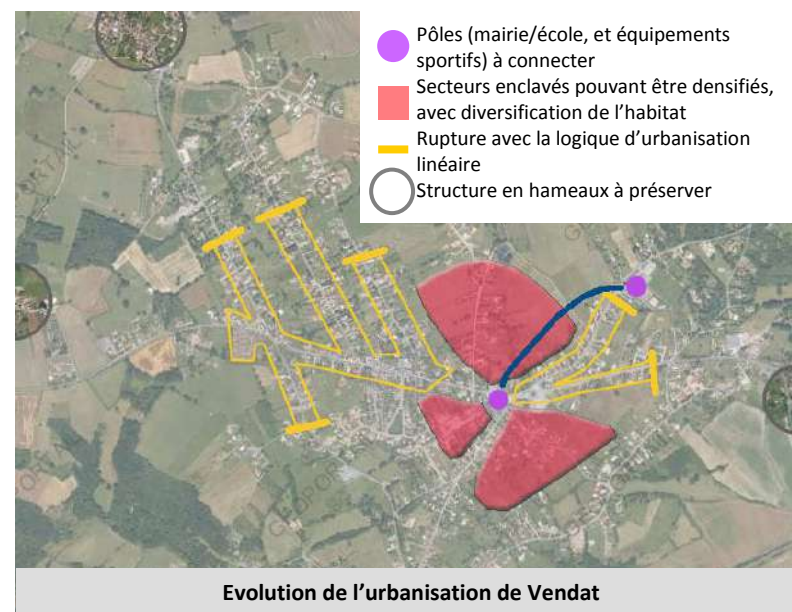 Pôles (mairie/école, et équipements
sportifs) à connecter
Secteurs enclavés pouvant être densifiés,
avec diversification de l'habitat
Rupture avec la logique d'urbanisation
linéaire
Structure en hameaux à préserver
Evolution de l'urbanisation de Vendat